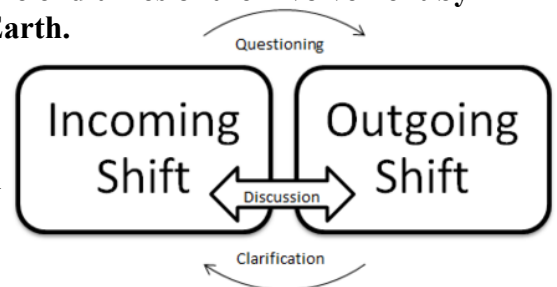 Earth.
Questioning
Incoming Shift
Outgoing Shift
Discussion
Clarification